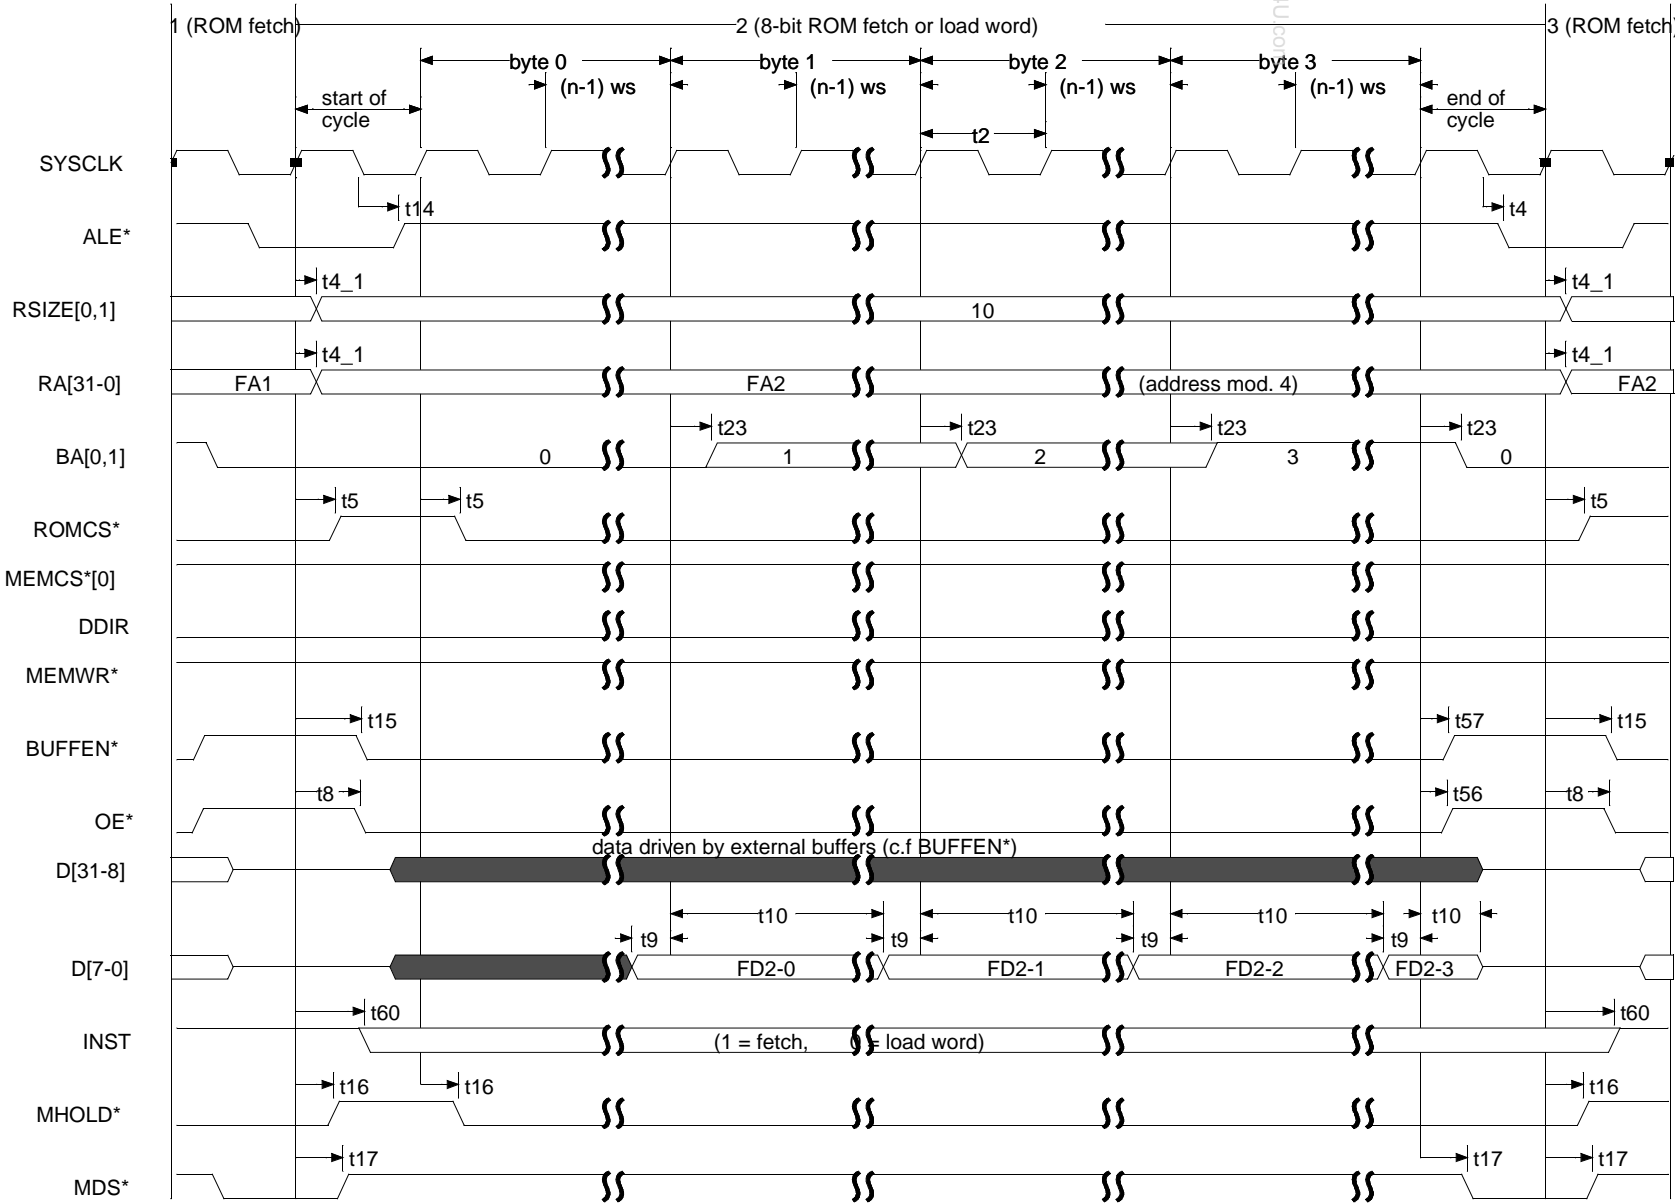 1 (ROM fetch) 2 (8-bit ROM fetch or load word) 3 (ROM fetch
byte 0 byte 1 byte 2 byte 3
(n-1) ws (n-1) ws (n-1) ws (n-1) ws
start of cycle end of cycle
t2
SYSCLK
t14 t4
ALE*
t4_1 t4_1
RSIZE[0,1] 10
t4_1 t4_1
RA[31-0] FA1 FA2 (address mod. 4) FA2
t23 t23 t23 t23
BA[0,1] 0 1 2 3 0
t5 t5 t5
ROMCS*
MEMCS*[0]
DDIR
MEMWR*
t15 t57 t15
BUFFEN*
t8 t56 t8
OE*
data driven by external buffers (c.f BUFFEN*)
D[31-8]
t10 t10 t10 t10
t9 t9 t9 t9
D[7-0] FD2-0 FD2-1 FD2-2 FD2-3
t60 t60
INST (1 = fetch, 0 = load word)
t16 t16 t16
MHOLD*
t17 t17 t17
MDS*